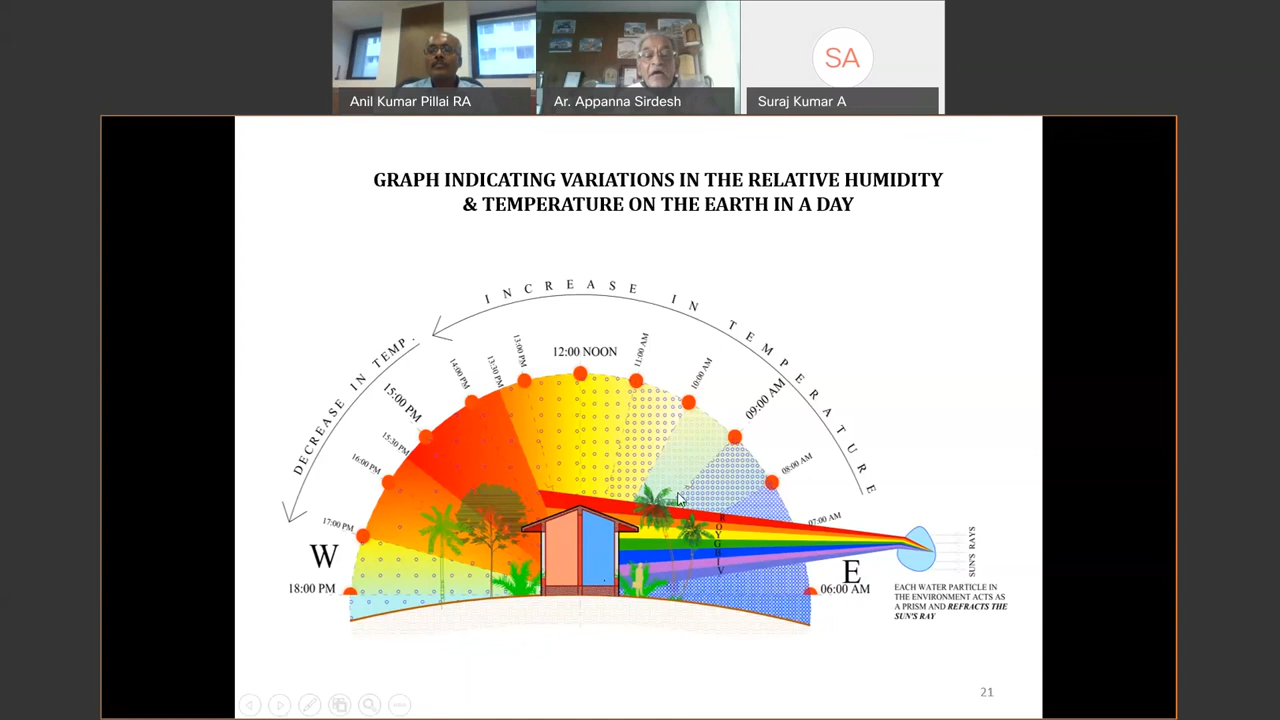 Anil Kumar Pillai RA
Ar. Appanna Sirdesh
SA
Suraj Kumar A
GRAPH INDICATING VARIATIONS IN THE RELATIVE HUMIDITY
& TEMPERATURE ON THE EARTH IN A DAY
INCREASE IN TEMPERATURE
DECREASE IN TEMP.
18:00 PM
17:00 PM
16:00 PM
15:30 PM
15:00 PM
14:00 PM
13:30 PM
13:00 PM
12:00 NOON
11:00 AM
10:00 AM
09:00 AM
08:00 AM
07:00 AM
06:00 AM
W
E
R
O
Y
G
B
I
V
SUN'S RAYS
EACH WATER PARTICLE IN
THE ENVIRONMENT ACTS AS
A PRISM AND REFRACTS THE
SUN'S RAY
21